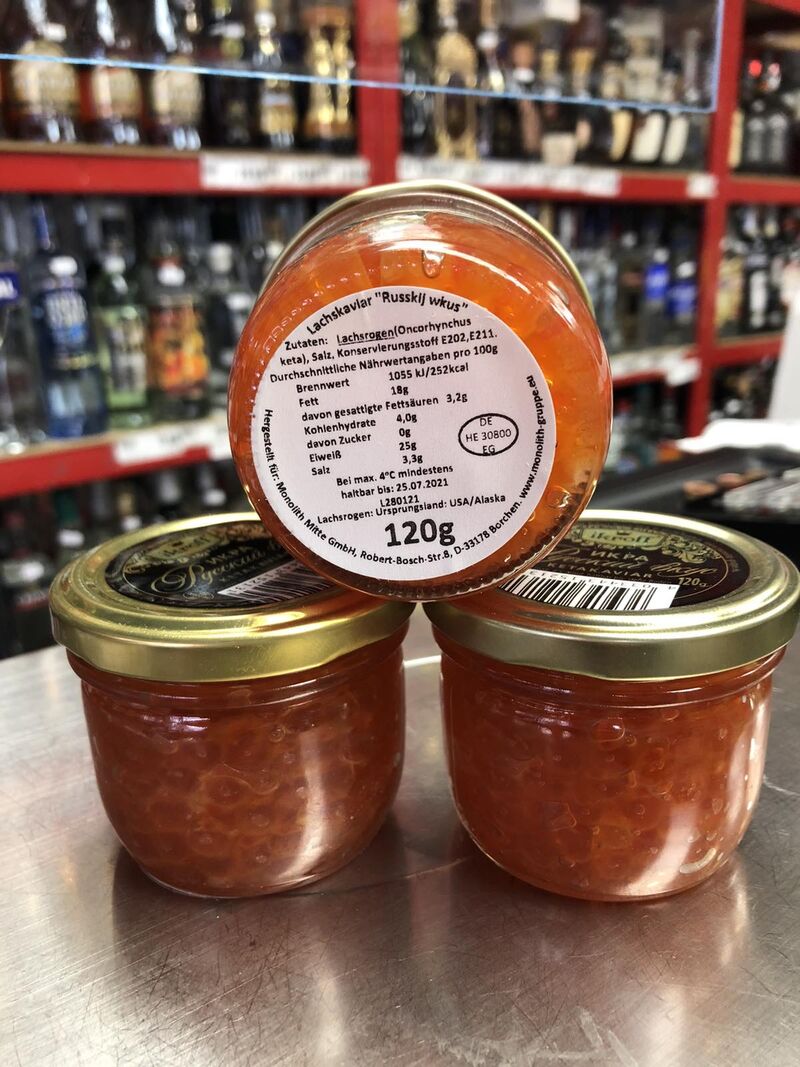 Lachskaviar "Russkij wkus"
Zutaten: Lachsrogen(Oncorhynchus
keta), Salz, Konservierungsstoff E202,E211.
Durchschnittliche Nährwertangaben pro 100g
Brennwert 1055 kJ/252kcal
Fett 18g
davon gesättigte Fettsäuren 3,2g
Kohlenhydrate 4,0g
davon Zucker 0g
Eiweiß 25g
Salz 3,3g
DE
HE 30800
EG
Bei max. 4°C mindestens
haltbar bis: 25.07.2021
L280121
Lachsrogen: Ursprungsland: USA/Alaska
120g
Hergestellt für: Monolith Mitte GmbH, Robert-Bosch-Str.8, D-33178 Borchen. www.monolith-gruppe.eu
ИКРА
Русский
ИКРА
120g